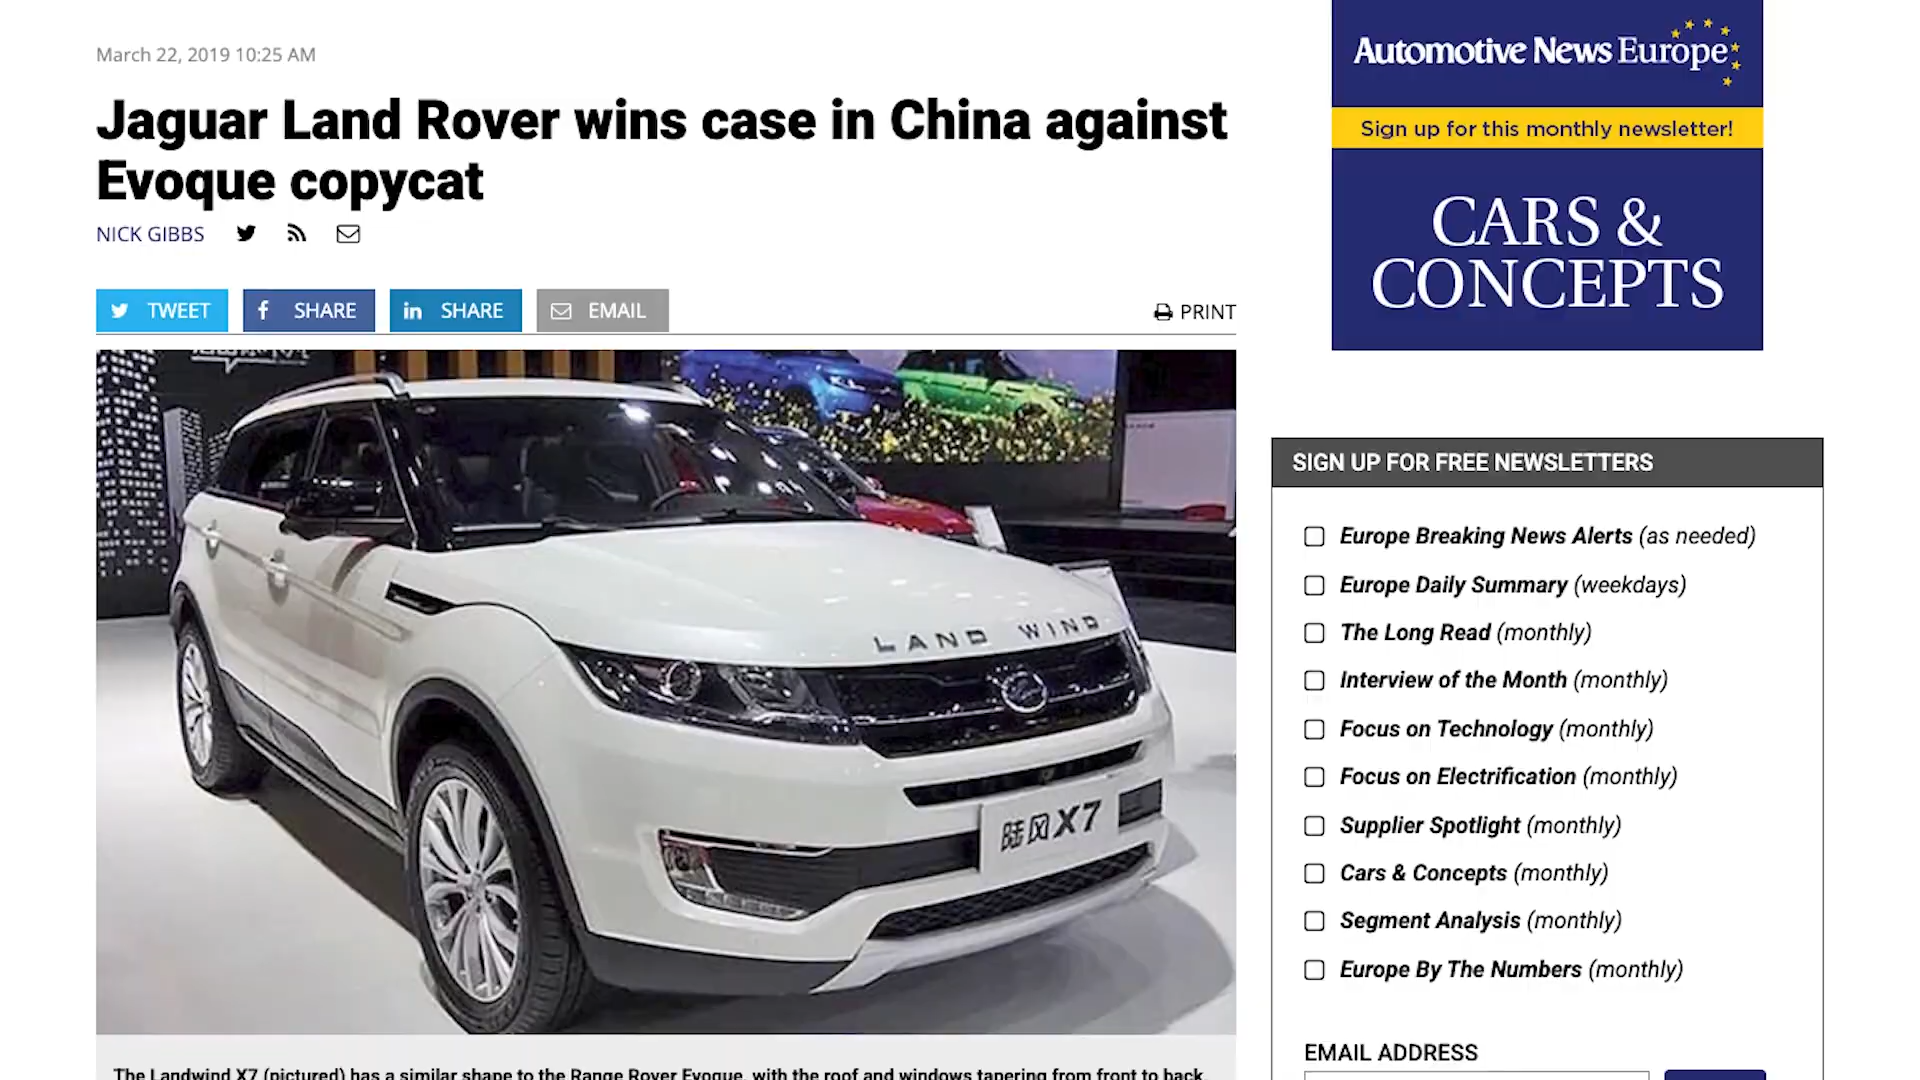 March 22, 2019 10:25 AM
Jaguar Land Rover wins case in China against
Evoque copycat
NICK GIBBS
TWEET
SHARE
SHARE
EMAIL
PRINT
LAND WIND
陆风X7
The Landwind X7 (pictured) has a similar shape to the Range Rover Evoque, with the roof and windows tapering from front to back.
Automotive News Europe
Sign up for this monthly newsletter!
CARS &
CONCEPTS
SIGN UP FOR FREE NEWSLETTERS
Europe Breaking News Alerts (as needed)
Europe Daily Summary (weekdays)
The Long Read (monthly)
Interview of the Month (monthly)
Focus on Technology (monthly)
Focus on Electrification (monthly)
Supplier Spotlight (monthly)
Cars & Concepts (monthly)
Segment Analysis (monthly)
Europe By The Numbers (monthly)
EMAIL ADDRESS